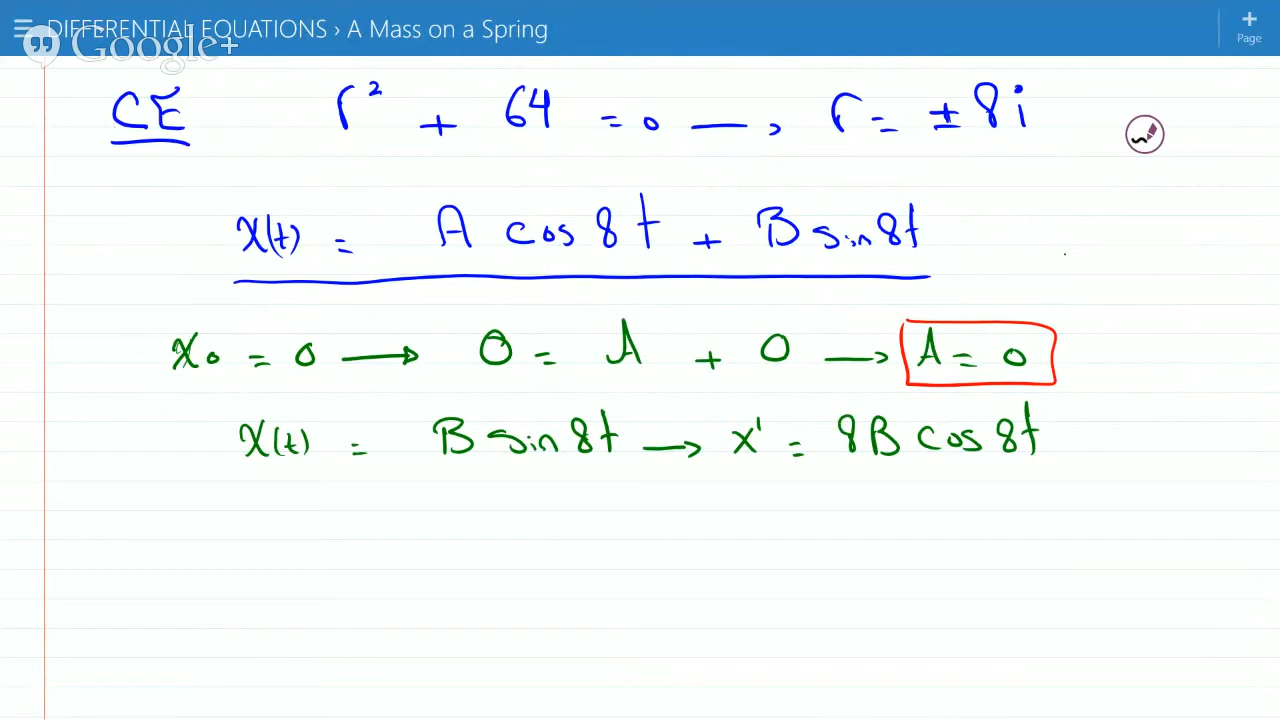 DIFFERENTIAL EQUATIONS › A Mass on a Spring
Google+
Page
CE r² + 64 = 0 → r = ± 8i
x(t) = A cos 8t + B sin 8t
x₀ = 0 → 0 = A + 0 → A = 0
x(t) = B sin 8t → x' = 8B cos 8t